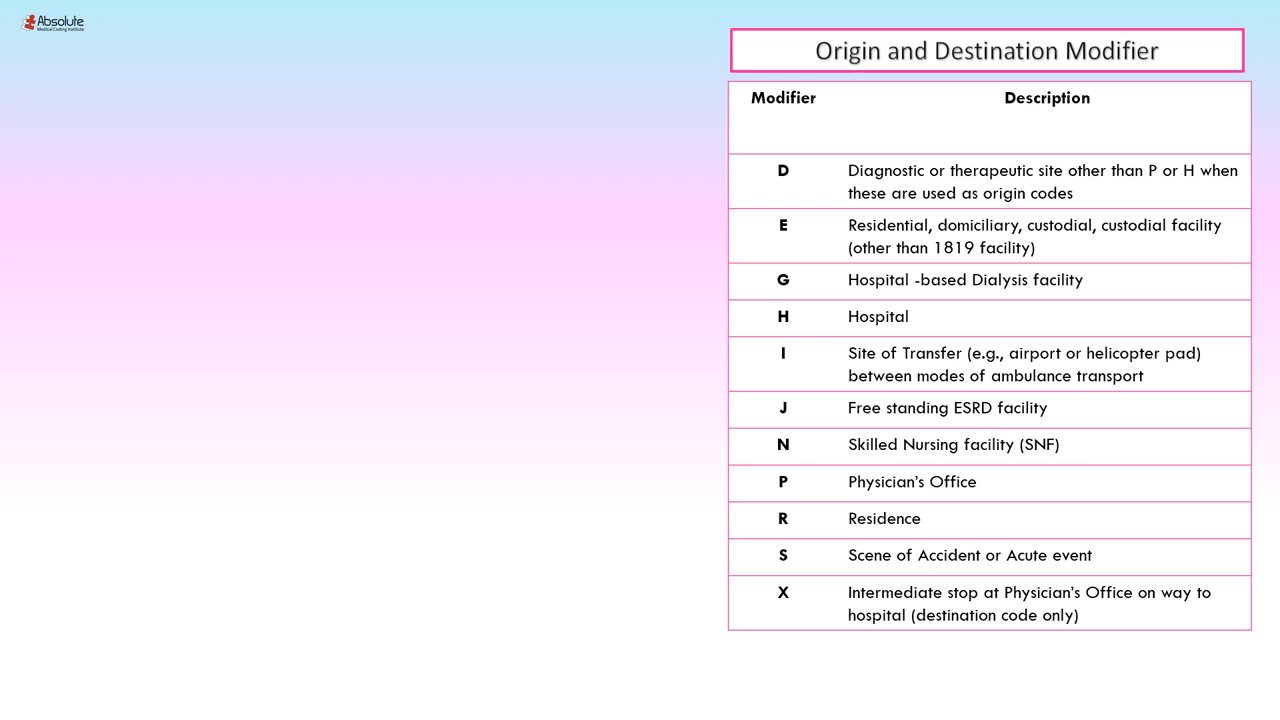 Absolute
Medical Coding Institute
Origin and Destination Modifier
Modifier Description
D Diagnostic or therapeutic site other than P or H when
these are used as origin codes
E Residential, domiciliary, custodial, custodial facility
(other than 1819 facility)
G Hospital -based Dialysis facility
H Hospital
I Site of Transfer (e.g., airport or helicopter pad)
between modes of ambulance transport
J Free standing ESRD facility
N Skilled Nursing facility (SNF)
P Physician’s Office
R Residence
S Scene of Accident or Acute event
X Intermediate stop at Physician’s Office on way to
hospital (destination code only)